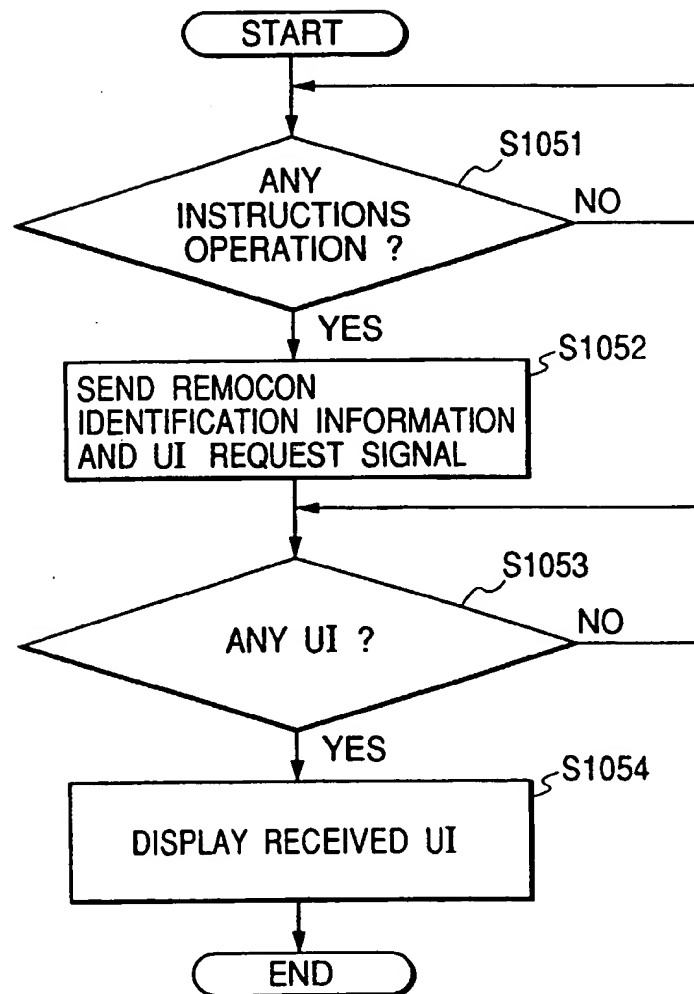 START
S1051
ANY
INSTRUCTIONS
OPERATION ?
NO
YES
S1052
SEND REMOCON
IDENTIFICATION INFORMATION
AND UI REQUEST SIGNAL
S1053
ANY UI ?
NO
YES
S1054
DISPLAY RECEIVED UI
END